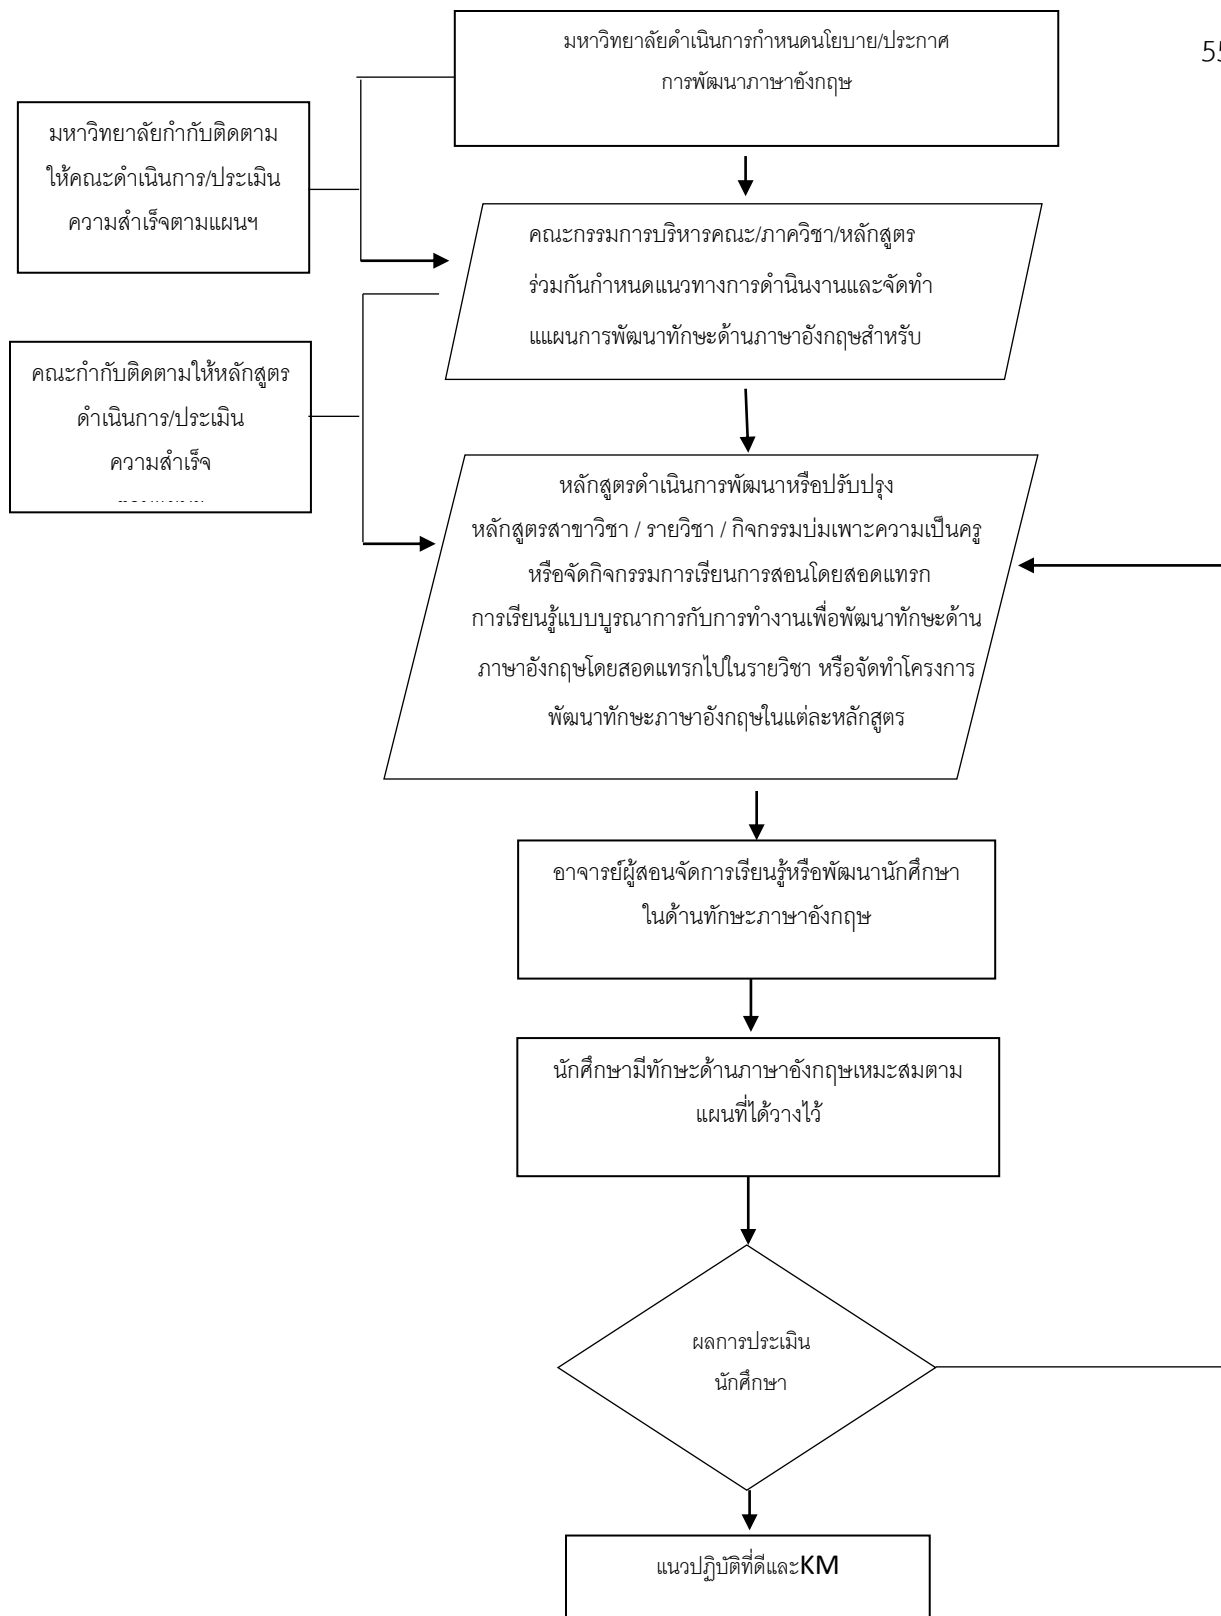 มหาวิทยาลัยดำเนินการกำหนดนโยบาย/ประกาศ
การพัฒนาภาษาอังกฤษ
55
มหาวิทยาลัยกำกับติดตาม
ให้คณะดำเนินการ/ประเมิน
ความสำเร็จตามแผนฯ
คณะกรรมการบริหารคณะ/ภาควิชา/หลักสูตร
ร่วมกันกำหนดแนวทางการดำเนินงานและจัดทำ
แแผนการพัฒนาทักษะด้านภาษาอังกฤษสำหรับ
คณะกำกับติดตามให้หลักสูตร
ดำเนินการ/ประเมิน
ความสำเร็จ
หลักสูตรดำเนินการพัฒนาหรือปรับปรุง
หลักสูตรสาขาวิชา / รายวิชา / กิจกรรมบ่มเพาะความเป็นครู
หรือจัดกิจกรรมการเรียนการสอนโดยสอดแทรก
การเรียนรู้แบบบูรณาการกับการทำงานเพื่อพัฒนาทักษะด้าน
ภาษาอังกฤษโดยสอดแทรกไปในรายวิชา หรือจัดทำโครงการ
พัฒนาทักษะภาษาอังกฤษในแต่ละหลักสูตร
อาจารย์ผู้สอนจัดการเรียนรู้หรือพัฒนานักศึกษา
ในด้านทักษะภาษาอังกฤษ
นักศึกษามีทักษะด้านภาษาอังกฤษเหมะสมตาม
แผนที่ได้วางไว้
ผลการประเมิน
นักศึกษา
แนวปฏิบัติที่ดีและKM